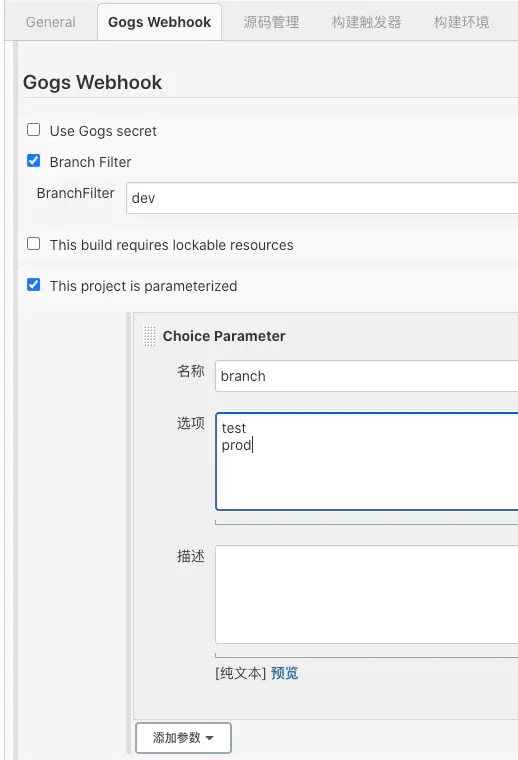 General Gogs Webhook 源码管理 构建触发器 构建环境
Gogs Webhook
Use Gogs secret
Branch Filter
BranchFilter dev
This build requires lockable resources
This project is parameterized
Choice Parameter
名称 branch
选项 test
prod
描述
[纯文本] 预览
添加参数